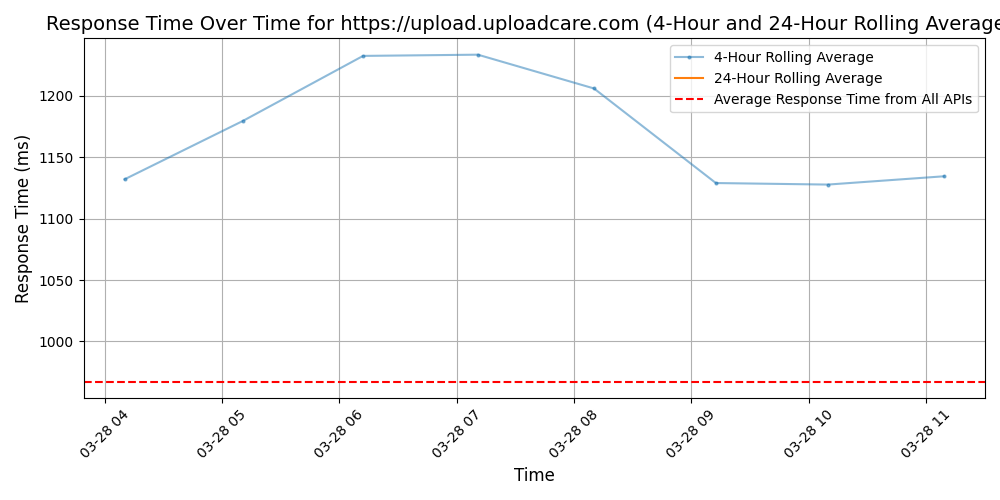 Response Time Over Time for https://upload.uploadcare.com (4-Hour and 24-Hour Rolling Average
4-Hour Rolling Average
24-Hour Rolling Average
Average Response Time from All APIs
Response Time (ms)
1200
1150
1100
1050
1000
03-28 04
03-28 05
03-28 06
03-28 07
03-28 08
03-28 09
03-28 10
03-28 11
Time